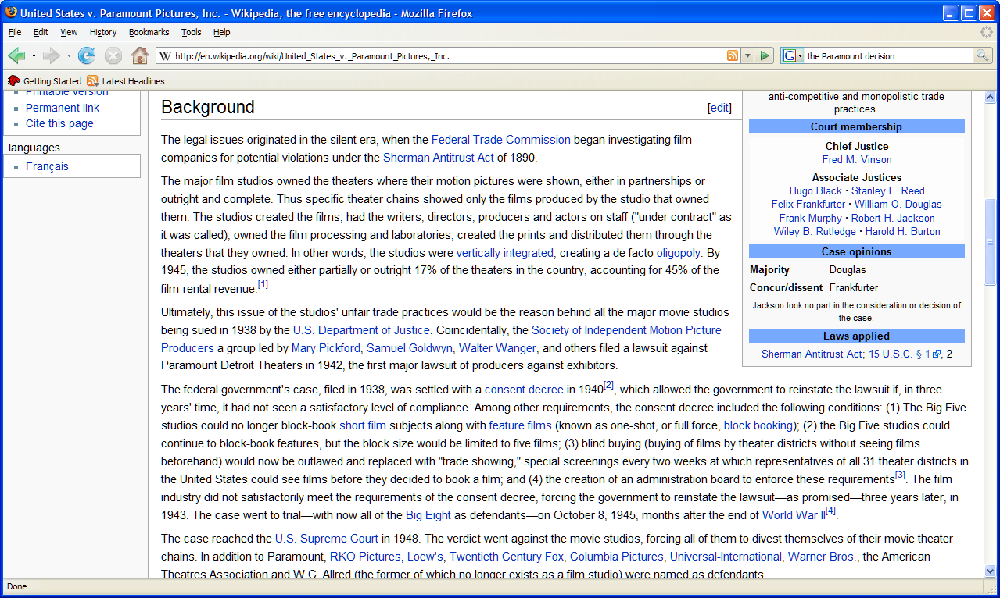 United States v. Paramount Pictures, Inc. - Wikipedia, the free encyclopedia - Mozilla Firefox
File Edit View History Bookmarks Tools Help
W http://en.wikipedia.org/wiki/United_States_v._Paramount_Pictures,_Inc.
G the Paramount decision
Getting Started Latest Headlines
Printable version
Permanent link
Cite this page
languages
Français
Background
[edit]
The legal issues originated in the silent era, when the Federal Trade Commission began investigating film
companies for potential violations under the Sherman Antitrust Act of 1890.
The major film studios owned the theaters where their motion pictures were shown, either in partnerships or
outright and complete. Thus specific theater chains showed only the films produced by the studio that owned
them. The studios created the films, had the writers, directors, producers and actors on staff ("under contract" as
it was called), owned the film processing and laboratories, created the prints and distributed them through the
theaters that they owned: In other words, the studios were vertically integrated, creating a de facto oligopoly. By
1945, the studios owned either partially or outright 17% of the theaters in the country, accounting for 45% of the
film-rental revenue.[1]
Ultimately, this issue of the studios' unfair trade practices would be the reason behind all the major movie studios
being sued in 1938 by the U.S. Department of Justice. Coincidentally, the Society of Independent Motion Picture
Producers a group led by Mary Pickford, Samuel Goldwyn, Walter Wanger, and others filed a lawsuit against
Paramount Detroit Theaters in 1942, the first major lawsuit of producers against exhibitors.
The federal government's case, filed in 1938, was settled with a consent decree in 1940[2], which allowed the government to reinstate the lawsuit if, in three
years' time, it had not seen a satisfactory level of compliance. Among other requirements, the consent decree included the following conditions: (1) The Big Five
studios could no longer block-book short film subjects along with feature films (known as one-shot, or full force, block booking); (2) the Big Five studios could
continue to block-book features, but the block size would be limited to five films; (3) blind buying (buying of films by theater districts without seeing films
beforehand) would now be outlawed and replaced with "trade showing," special screenings every two weeks at which representatives of all 31 theater districts in
the United States could see films before they decided to book a film; and (4) the creation of an administration board to enforce these requirements[3]. The film
industry did not satisfactorily meet the requirements of the consent decree, forcing the government to reinstate the lawsuit—as promised—three years later, in
1943. The case went to trial—with now all of the Big Eight as defendants—on October 8, 1945, months after the end of World War II[4].
The case reached the U.S. Supreme Court in 1948. The verdict went against the movie studios, forcing all of them to divest themselves of their movie theater
chains. In addition to Paramount, RKO Pictures, Loew's, Twentieth Century Fox, Columbia Pictures, Universal-International, Warner Bros., the American
Theatres Association and W.C. Allred (the former of which no longer exists as a film studio) were named as defendants.
anti-competitive and monopolistic trade
practices.
Court membership
Chief Justice
Fred M. Vinson
Associate Justices
Hugo Black · Stanley F. Reed
Felix Frankfurter · William O. Douglas
Frank Murphy · Robert H. Jackson
Wiley B. Rutledge · Harold H. Burton
Case opinions
Majority Douglas
Concur/dissent Frankfurter
Jackson took no part in the consideration or decision of
the case.
Laws applied
Sherman Antitrust Act; 15 U.S.C. § 1, 2
Done